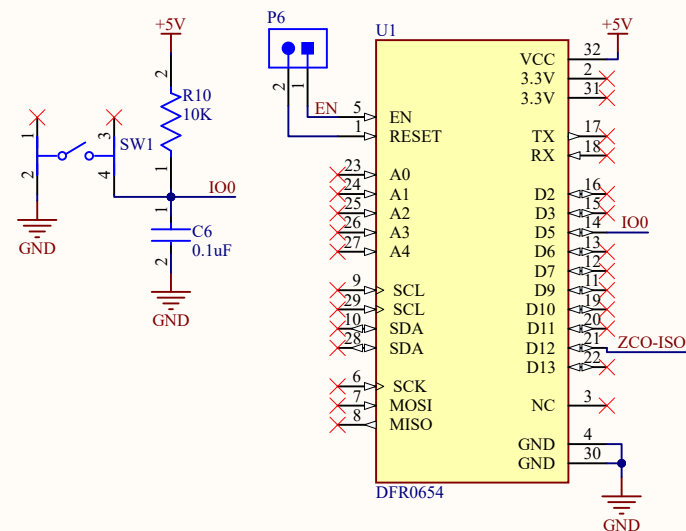 +5V
2
R10
10K
1
IO0
1
C6
0.1uF
2
GND
1
2
3
4
SW1
GND
P6
2
1
EN
U1
5 EN
1 RESET
23 A0
24 A1
25 A2
26 A3
27 A4
9 SCL
29 SCL
10 SDA
28 SDA
6 SCK
7 MOSI
8 MISO
+5V
VCC 32
3.3V 2
3.3V 31
TX 17
RX 18
D2 16
D3 15
D5 14 IO0
D6 13
D7 12
D9 11
D10 19
D11 20
D12 21 ZCO-ISO
D13 22
NC 3
GND 4
GND 30
DFR0654
GND